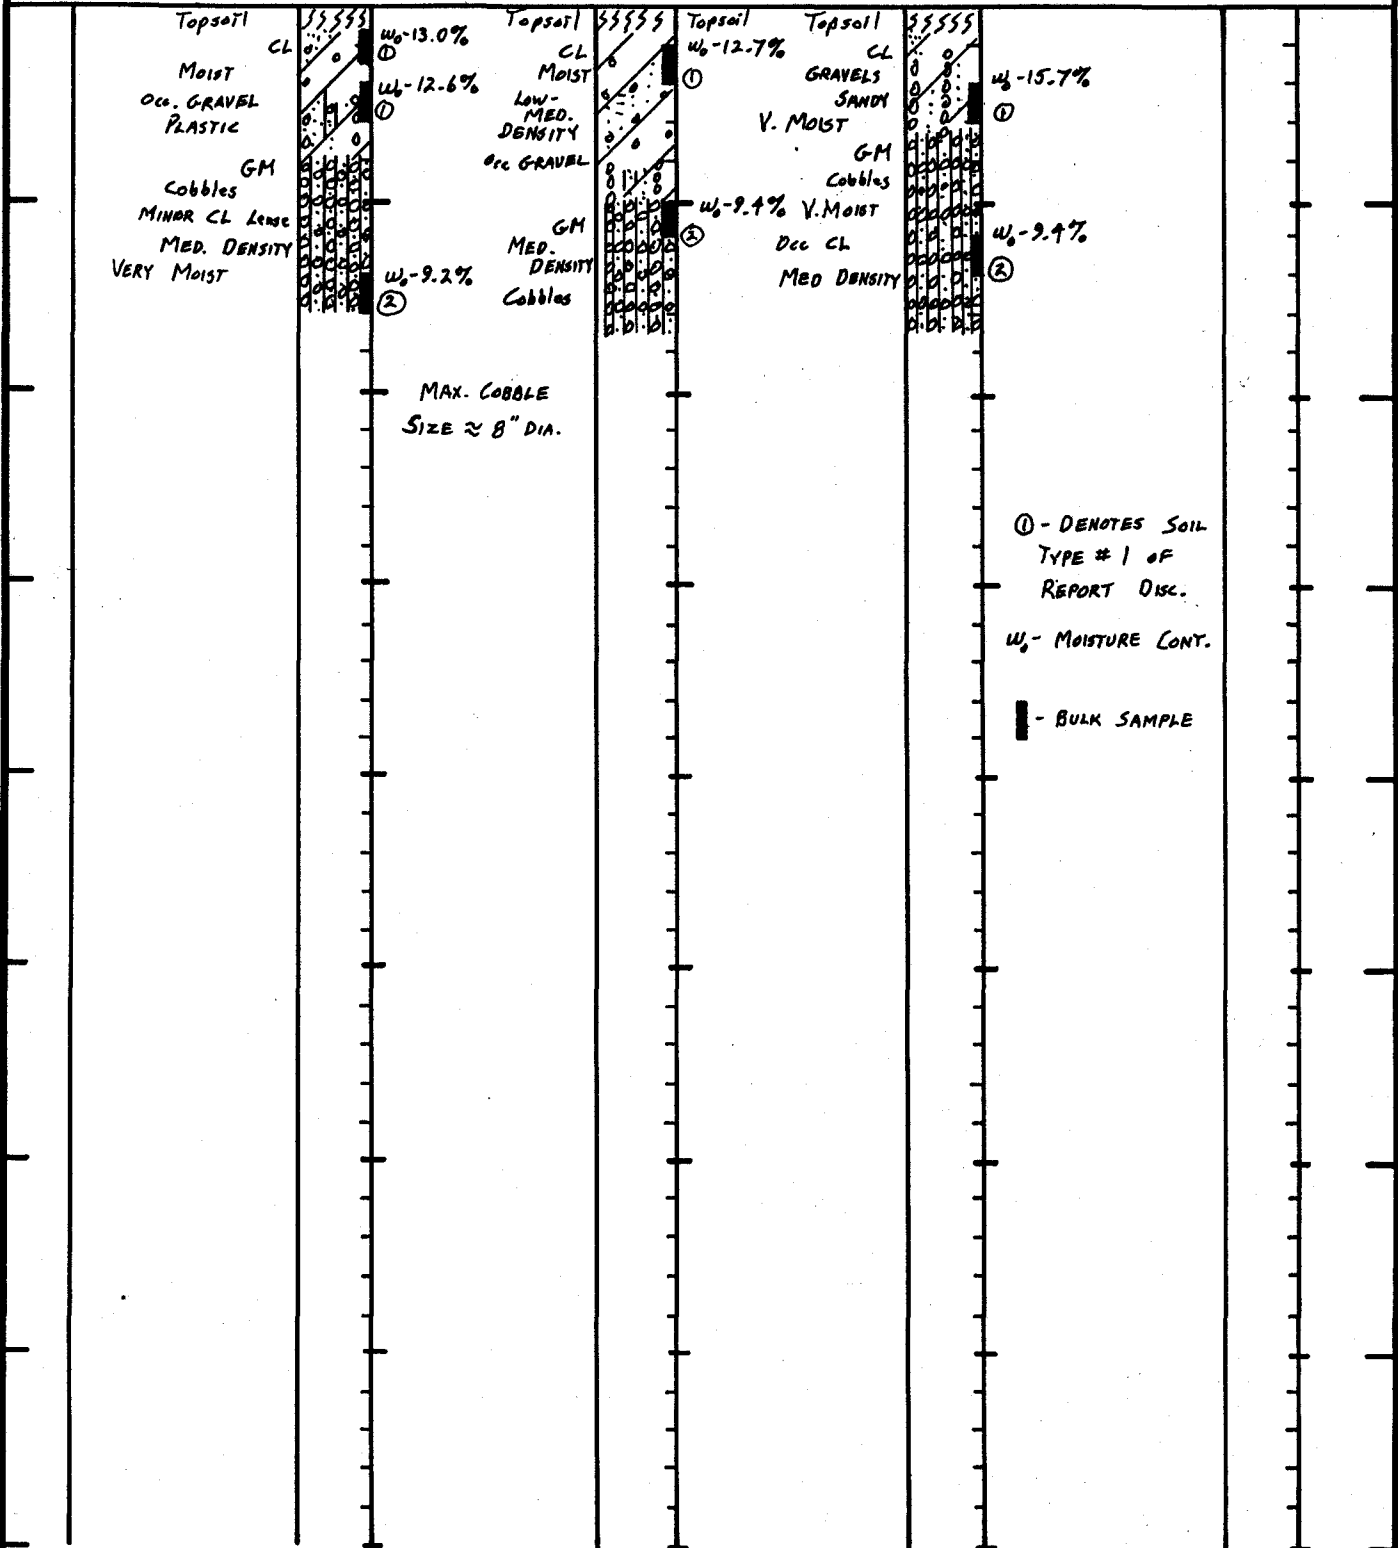 Topsoil
CL
MOIST
Occ. GRAVEL
PLASTIC
GM
Cobbles
MINOR CL Lense
MED. DENSITY
VERY MOIST
W₀-13.0%
①
W₀-12.6%
①
W₀-9.2%
②
MAX. COBBLE
SIZE ≈ 8" DIA.
Topsoil
CL
MOIST
LOW-
MED.
DENSITY
Occ GRAVEL
GM
MED.
DENSITY
Cobbles
Topsoil
W₀-12.7%
①
W₀-9.4%
②
Topsoil
CL
GRAVELS
SANDY
V. MOIST
GM
Cobbles
V. MOIST
Occ CL
MED DENSITY
W₀-15.7%
①
W₀-9.4%
②
① - DENOTES SOIL
TYPE # 1 OF
REPORT DISC.
W₀- MOISTURE CONT.
- BULK SAMPLE